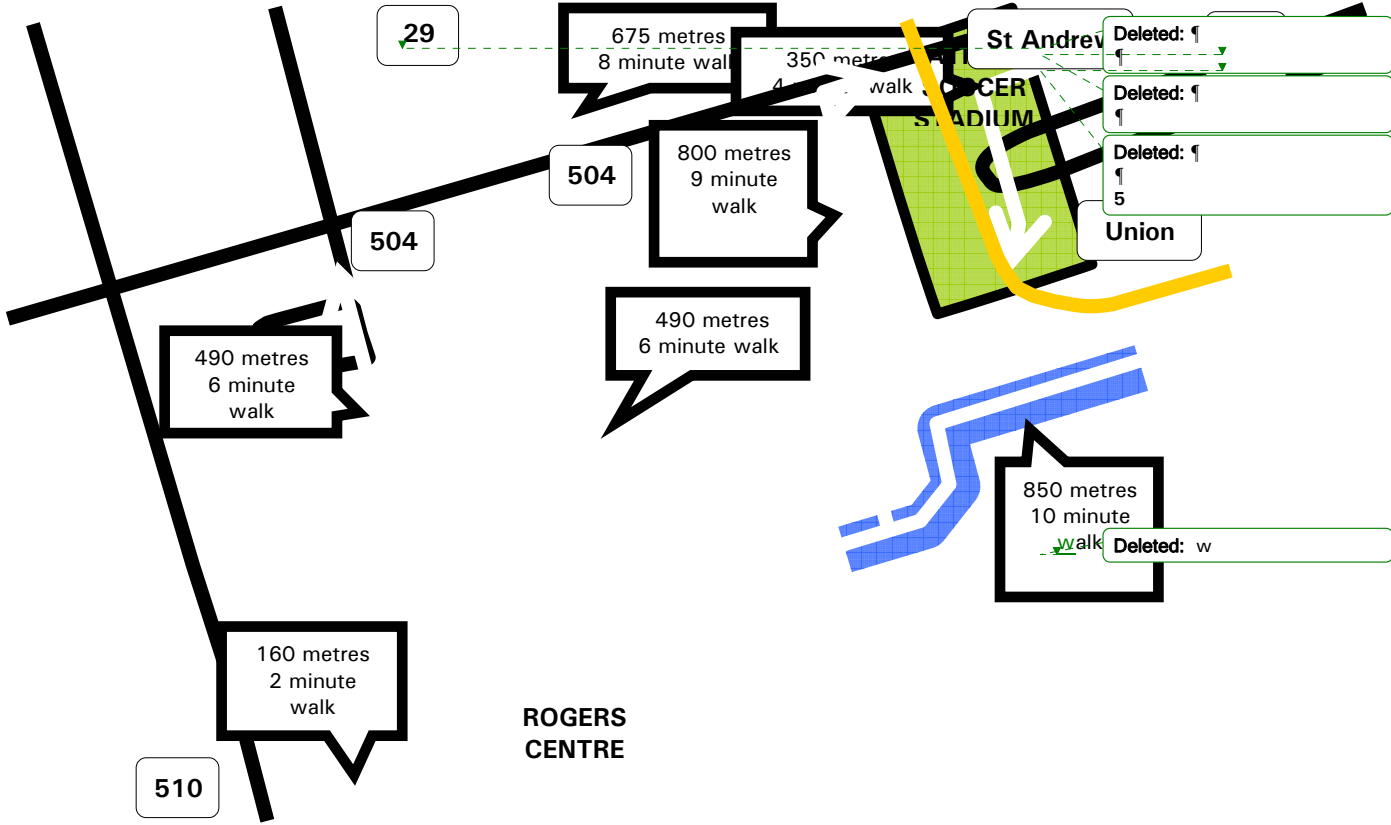 29
675 metres
8 minute walk
350 metres
4 walk
St Andrew
STADIUM
Deleted: ¶
¶
Deleted: ¶
¶
Deleted: ¶
¶
5
800 metres
9 minute
walk
504
504
Union
490 metres
6 minute walk
490 metres
6 minute
walk
850 metres
10 minute
walk
Deleted: w
160 metres
2 minute
walk
ROGERS
CENTRE
510